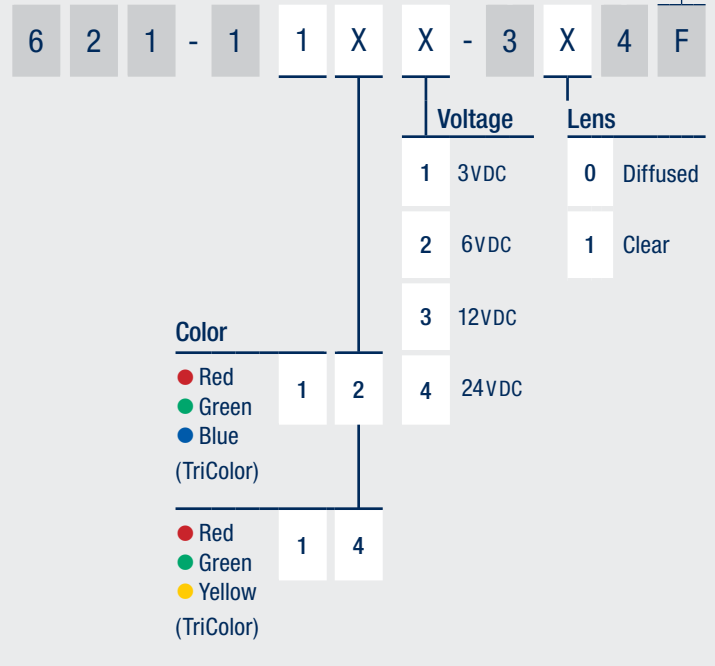 6 2 1 - 1 1 X X - 3 X 4 F
Voltage
1 3VDC
2 6VDC
3 12VDC
4 24VDC
Lens
0 Diffused
1 Clear
Color
Red
Green
Blue
(TriColor)
1 2
Red
Green
Yellow
(TriColor)
1 4